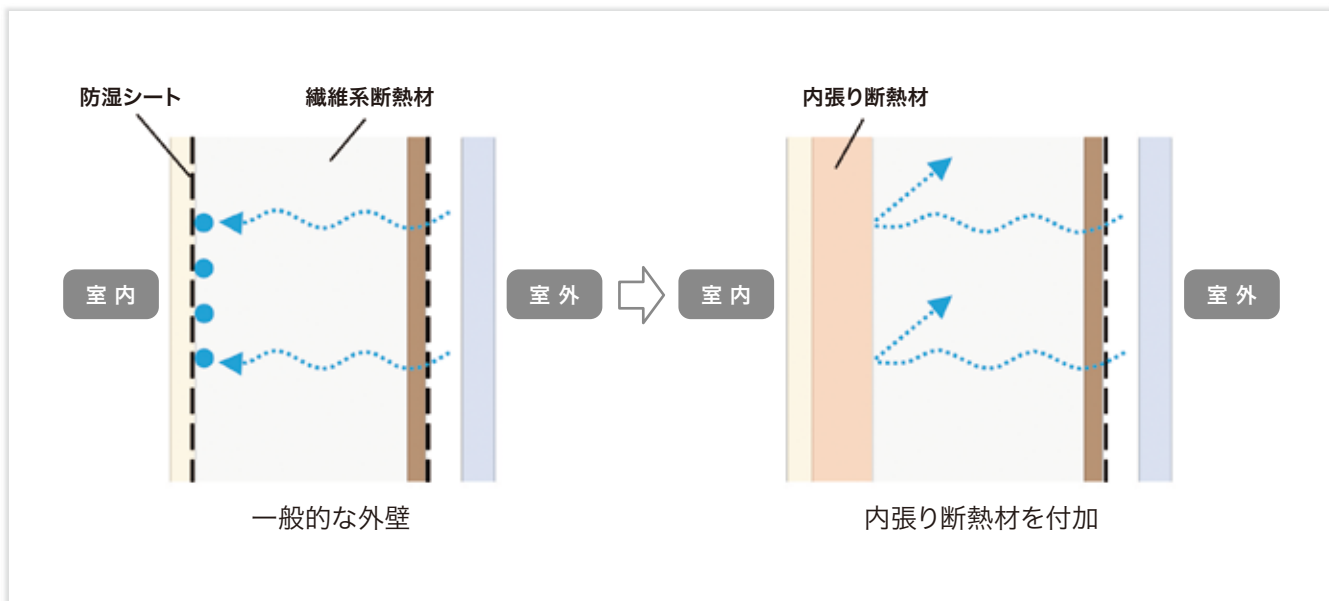 防湿シート
繊維系断熱材
内張り断熱材
室内
室外
室内
室外
一般的な外壁
内張り断熱材を付加